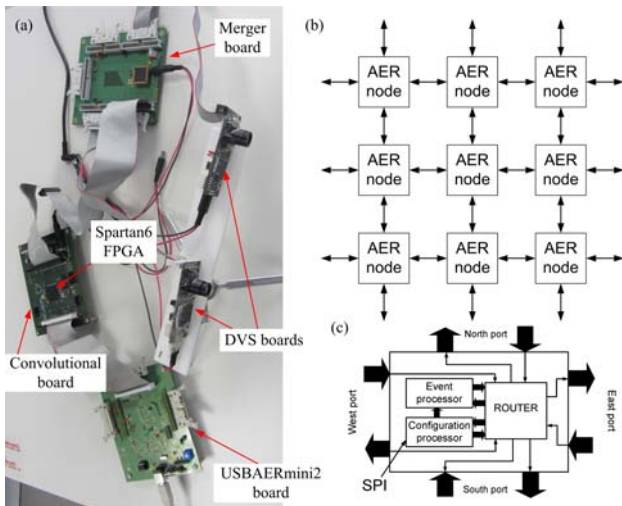 (a)
Merger
board
Spartan6
FPGA
DVS boards
Convolutional
board
USBAERmini2
board
(b)
AER
node
AER
node
AER
node
AER
node
AER
node
AER
node
AER
node
AER
node
AER
node
(c)
North port
West port
Event
processor
ROUTER
East port
Configuration
processor
SPI
South port